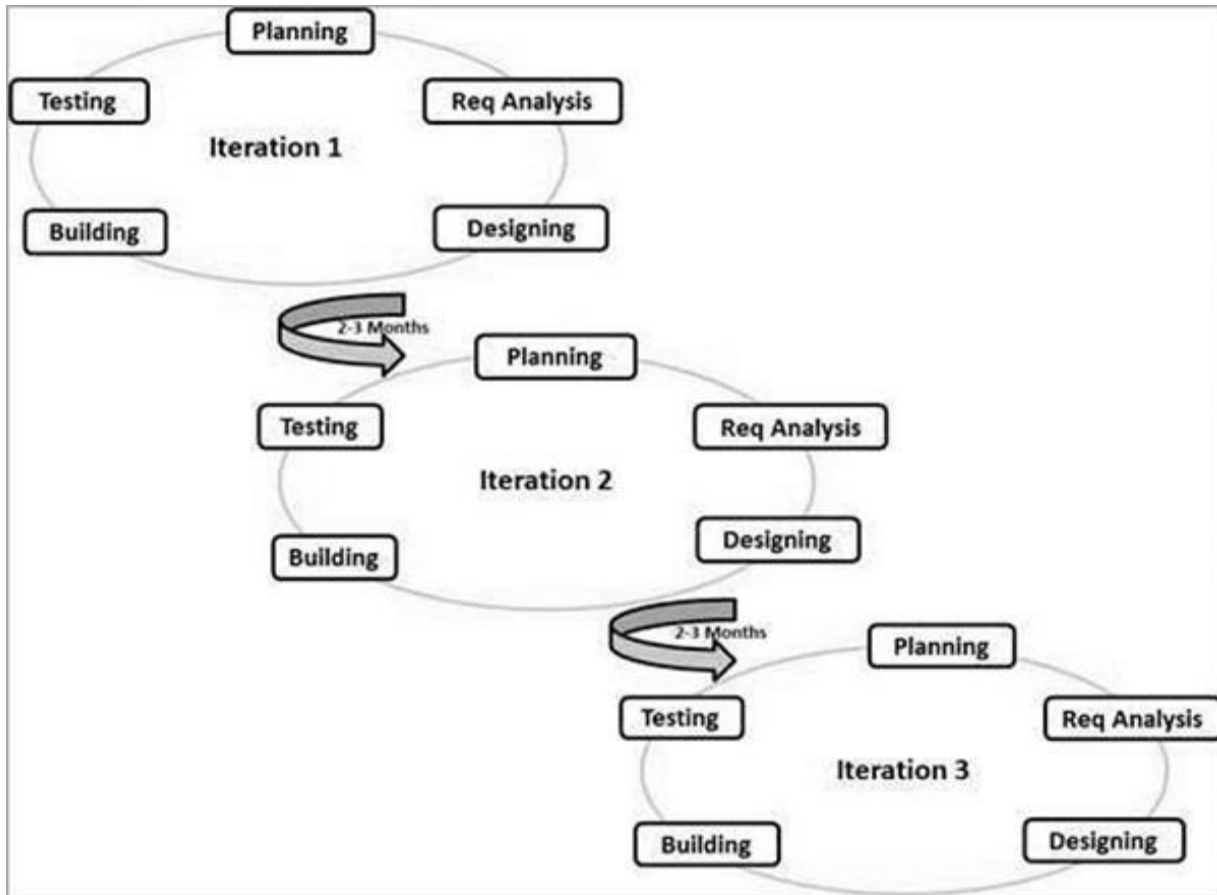 Planning
Testing
Req Analysis
Iteration 1
Building
Designing
2-3 Months
Planning
Testing
Req Analysis
Iteration 2
Building
Designing
2-3 Months
Planning
Testing
Req Analysis
Iteration 3
Building
Designing